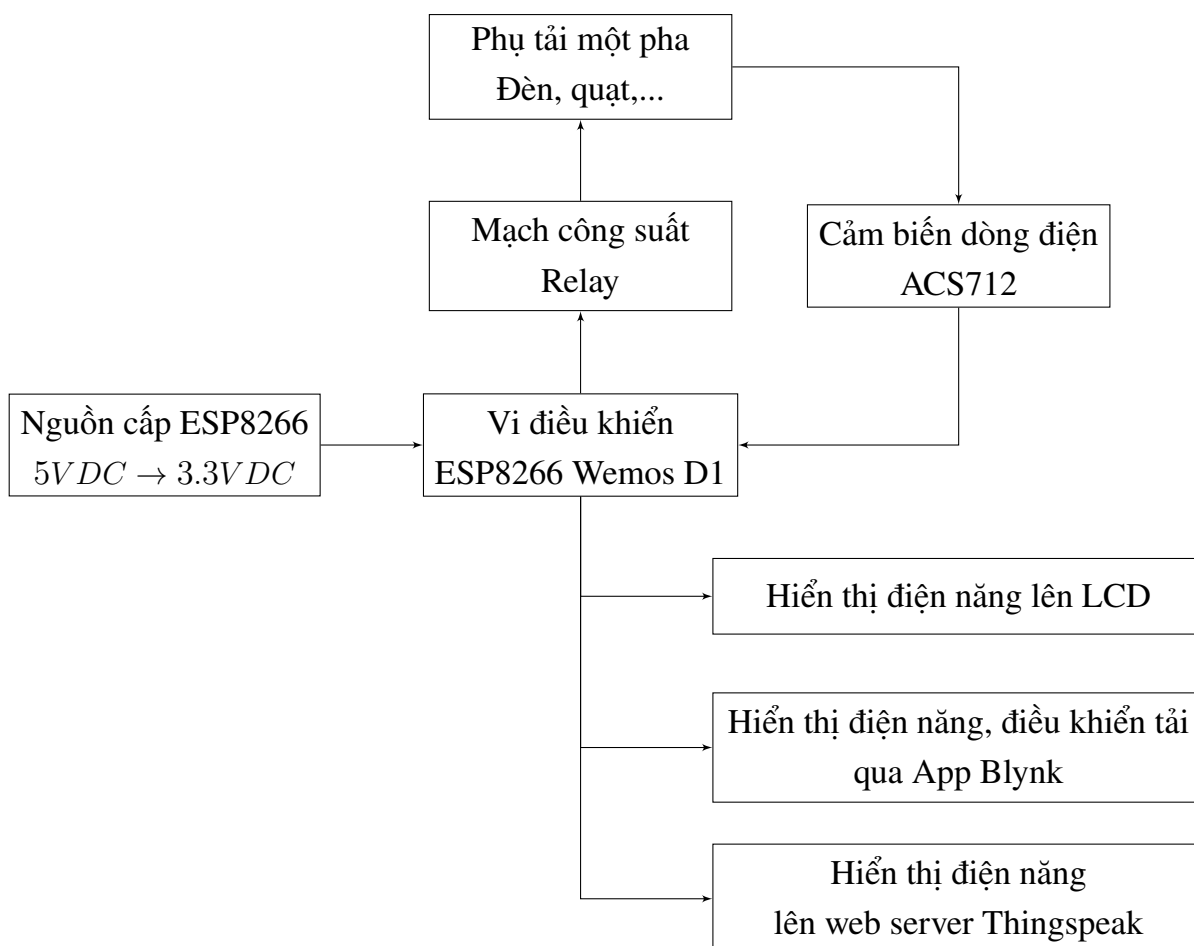 Phụ tải một pha
Đèn, quạt,...
Mạch công suất
Relay
Cảm biến dòng điện
ACS712
Nguồn cấp ESP8266
5VDC → 3.3VDC
Vi điều khiển
ESP8266 Wemos D1
Hiển thị điện năng lên LCD
Hiển thị điện năng, điều khiển tải
qua App Blynk
Hiển thị điện năng
lên web server Thingspeak